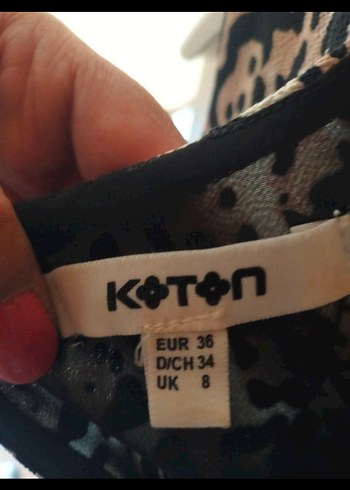 KOTON
EUR 36
D/CH 34
UK 8